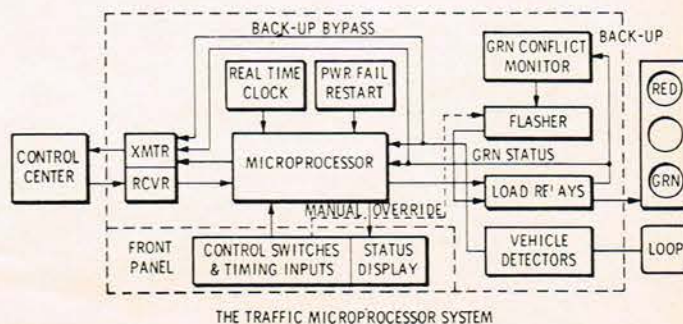 BACK-UP BYPASS
BACK-UP
REAL TIME
CLOCK
PWR FAIL
RESTART
GRN CONFLICT
MONITOR
RED
FLASHER
CONTROL
CENTER
XMTR
RCVR
MICROPROCESSOR
GRN STATUS
GRN
LOAD RELAYS
MANUAL OVERRIDE
FRONT
PANEL
CONTROL SWITCHES
& TIMING INPUTS
STATUS
DISPLAY
VEHICLE
DETECTORS
LOOP
THE TRAFFIC MICROPROCESSOR SYSTEM